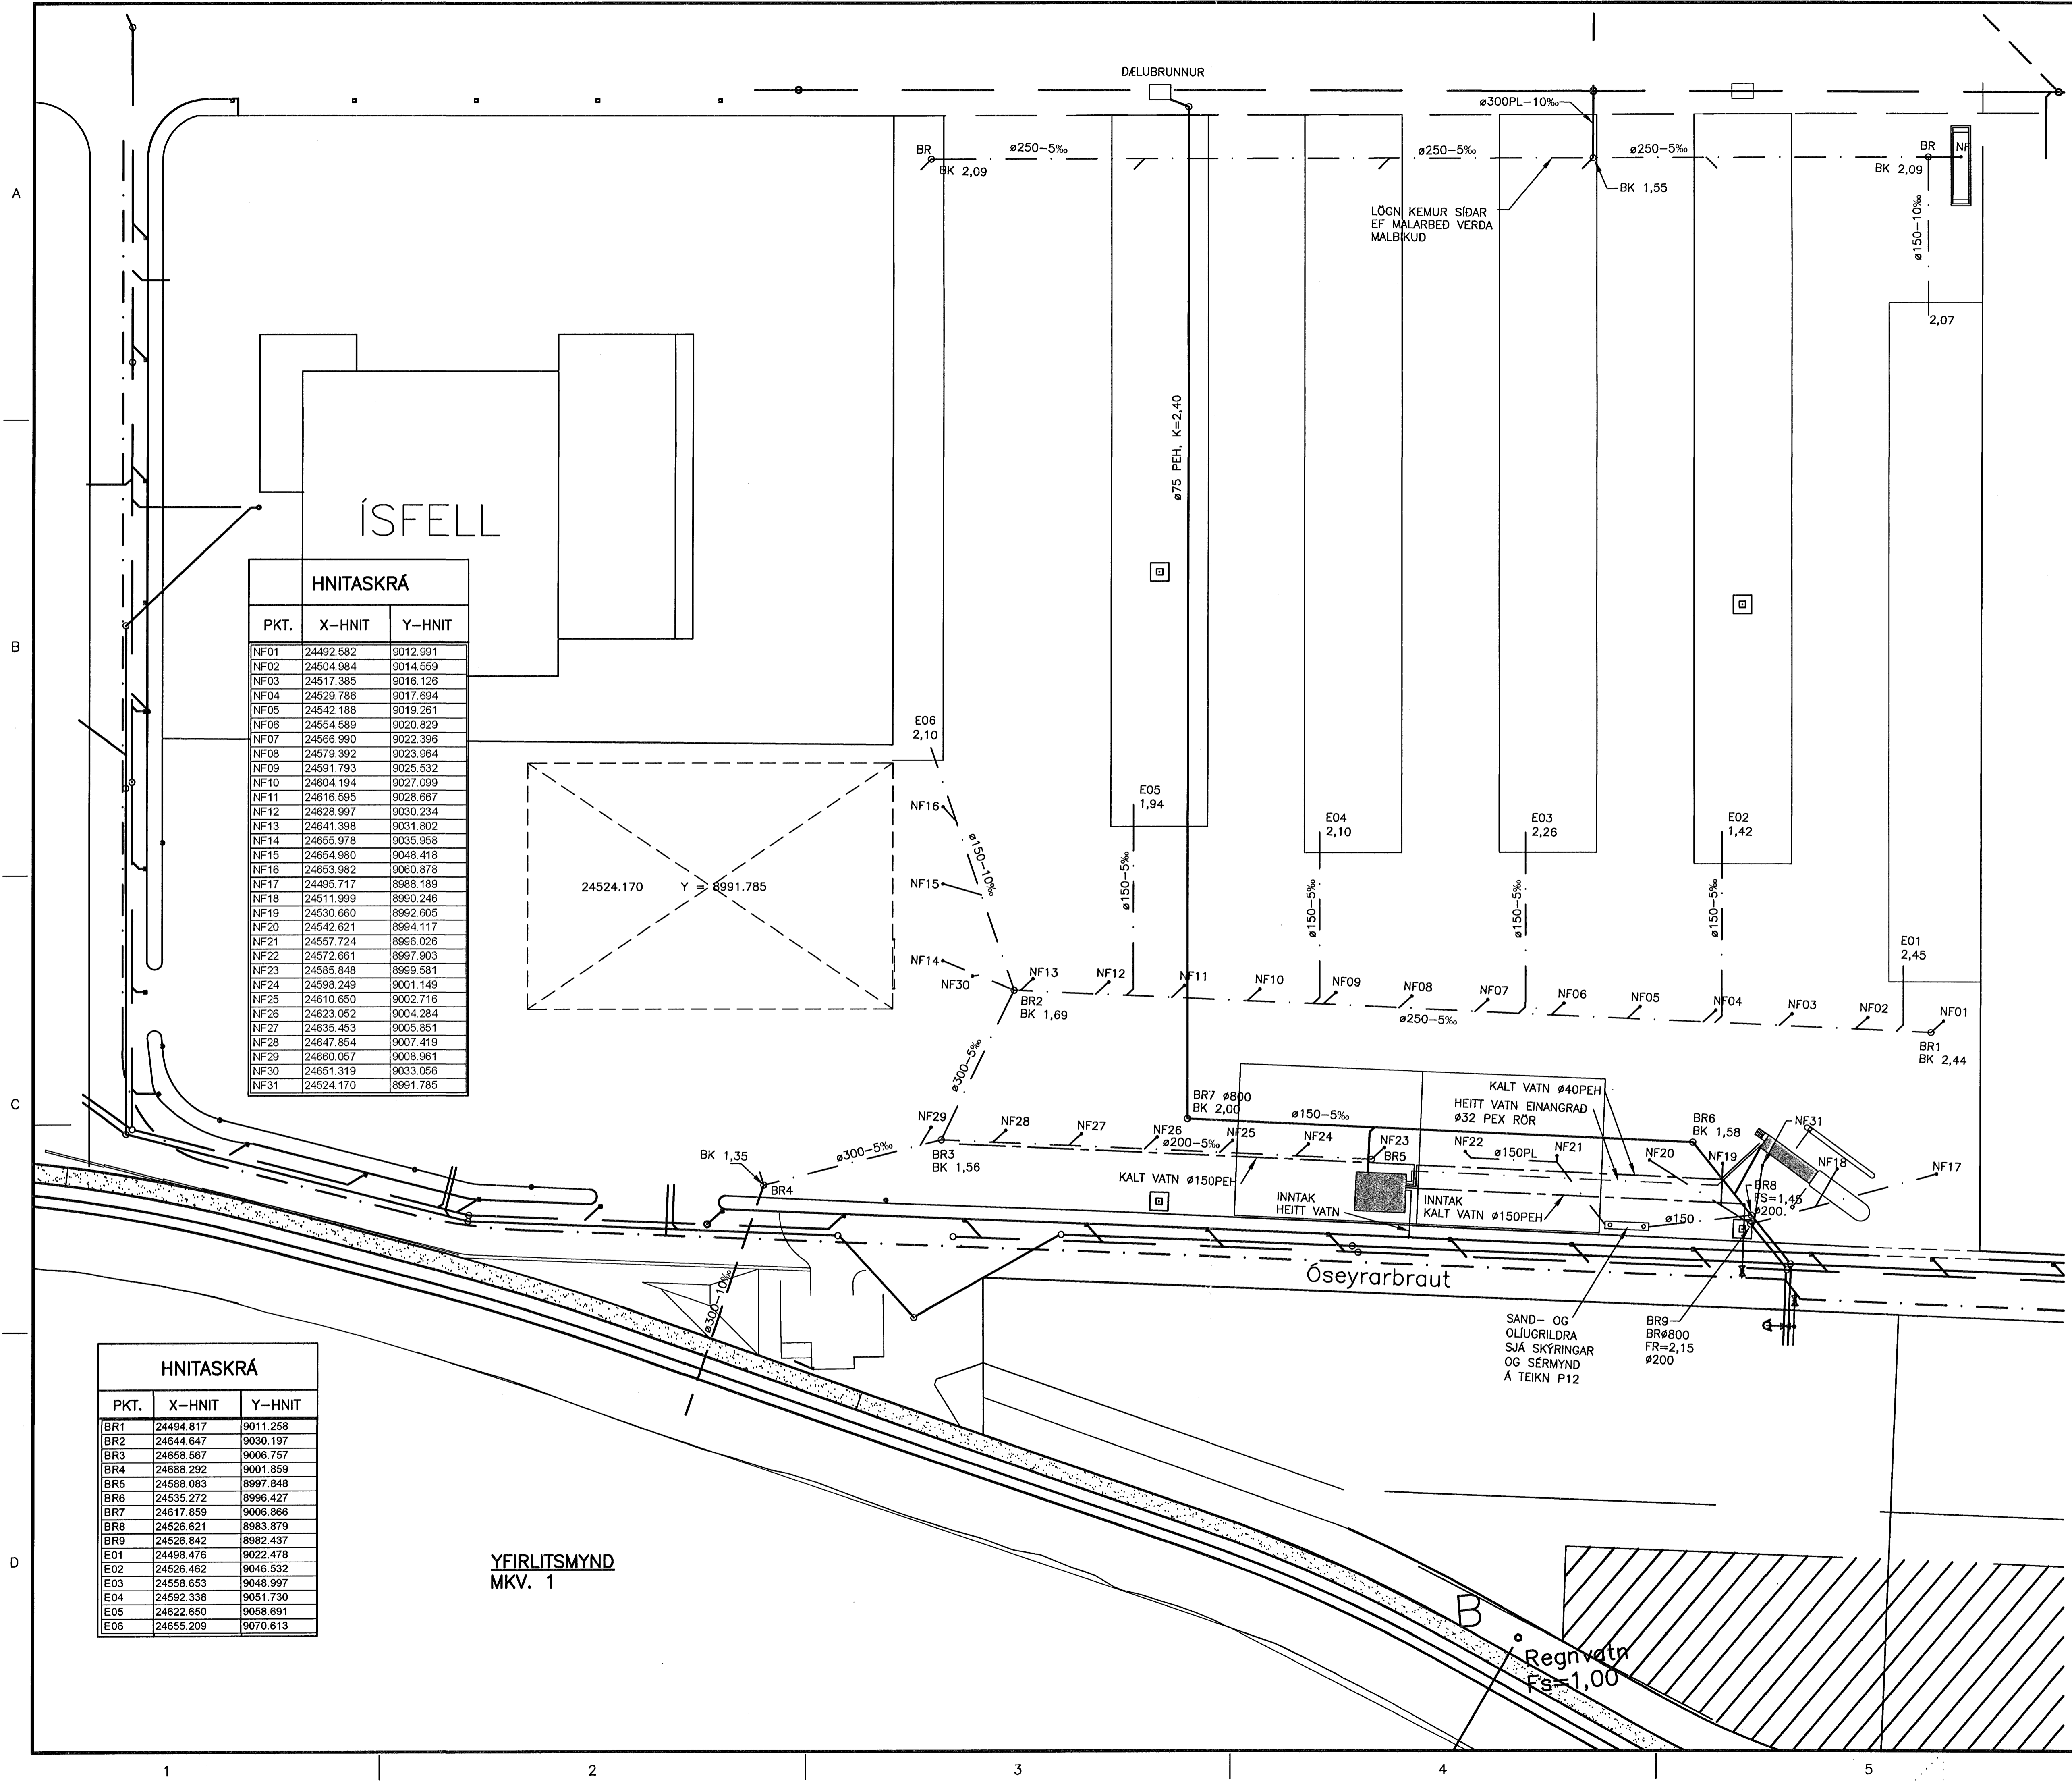 DÆLUBRUNNUR
ø300PL-10‰
BR
ø250-5‰
ø250-5‰
ø250-5‰
BR
NF
BK 2,09
BK 1,55
BK 2,09
A
LÖGN KEMUR SÍÐAR
EF MALARBEÐ VERÐA
MALBIKUÐ
ø150-10‰
2,07
ø75 PEH, K=2,40
ÍSFELL
HNITASKRÁ
PKT. X-HNIT Y-HNIT
NF01 24492.582 9012.991
NF02 24504.984 9014.559
NF03 24517.385 9016.126
NF04 24529.786 9017.694
NF05 24542.188 9019.261
NF06 24554.589 9020.829
NF07 24566.990 9022.396
NF08 24579.392 9023.964
NF09 24591.793 9025.532
NF10 24604.194 9027.099
NF11 24616.595 9028.667
NF12 24628.997 9030.234
NF13 24641.398 9031.802
NF14 24655.978 9035.958
NF15 24654.980 9048.418
NF16 24653.982 9060.878
NF17 24495.717 8988.189
NF18 24511.999 8990.246
NF19 24530.660 8992.605
NF20 24542.621 8994.117
NF21 24557.724 8996.026
NF22 24572.661 8997.903
NF23 24585.848 8999.581
NF24 24598.249 9001.149
NF25 24610.650 9002.716
NF26 24623.052 9004.284
NF27 24635.453 9005.851
NF28 24647.854 9007.419
NF29 24660.057 9008.961
NF30 24651.319 9033.056
NF31 24524.170 8991.785
B
E06
2,10
E05
1,94
E04
2,10
E03
2,26
E02
1,42
E01
2,45
NF16
ø150-10‰
NF15
24524.170 Y = 8991.785
ø150-5‰
ø150-5‰
ø150-5‰
ø150-5‰
NF14
NF30
NF13
NF12
NF11
NF10
NF09
NF08
NF07
NF06
NF05
NF04
NF03
NF02
NF01
BR2
BK 1,69
ø250-5‰
BR1
BK 2,44
ø300-5‰
C
BR7 ø800
BK 2,00
ø150-5‰
KALT VATN Ø40PEH
HEITT VATN EINANGRAÐ
Ø32 PEX RÖR
BR6
BK 1,58
NF31
NF29
NF28
NF27
NF26
NF25
NF24
NF23
NF22
NF21
NF20
NF19
NF18
NF17
ø200-5‰
BR5
ø150PL
BK 1,35
ø300-5‰
BR3
BK 1,56
KALT VATN Ø150PEH
BR4
INNTAK
HEITT VATN
INNTAK
KALT VATN Ø150PEH
ø150
BR8
FS=1,45
ø200
Óseyrarbraut
ø300-10‰
SAND- OG
OLÍUGRILDRA
SJÁ SKÝRINGAR
OG SÉRMYND
Á TEIKN P12
BR9
BRø800
FR=2,15
Ø200
HNITASKRÁ
PKT. X-HNIT Y-HNIT
BR1 24494.817 9011.258
BR2 24644.647 9030.197
BR3 24658.567 9006.757
BR4 24688.292 9001.859
BR5 24588.083 8997.848
BR6 24535.272 8996.427
BR7 24617.859 9006.866
BR8 24526.621 8983.879
BR9 24526.842 8982.437
E01 24498.476 9022.478
E02 24526.462 9046.532
E03 24558.653 9048.997
E04 24592.338 9051.730
E05 24622.650 9058.691
E06 24655.209 9070.613
D
YFIRLITSMYND
MKV. 1
B
Regnvatn
Fs=1,00
1 2 3 4 5